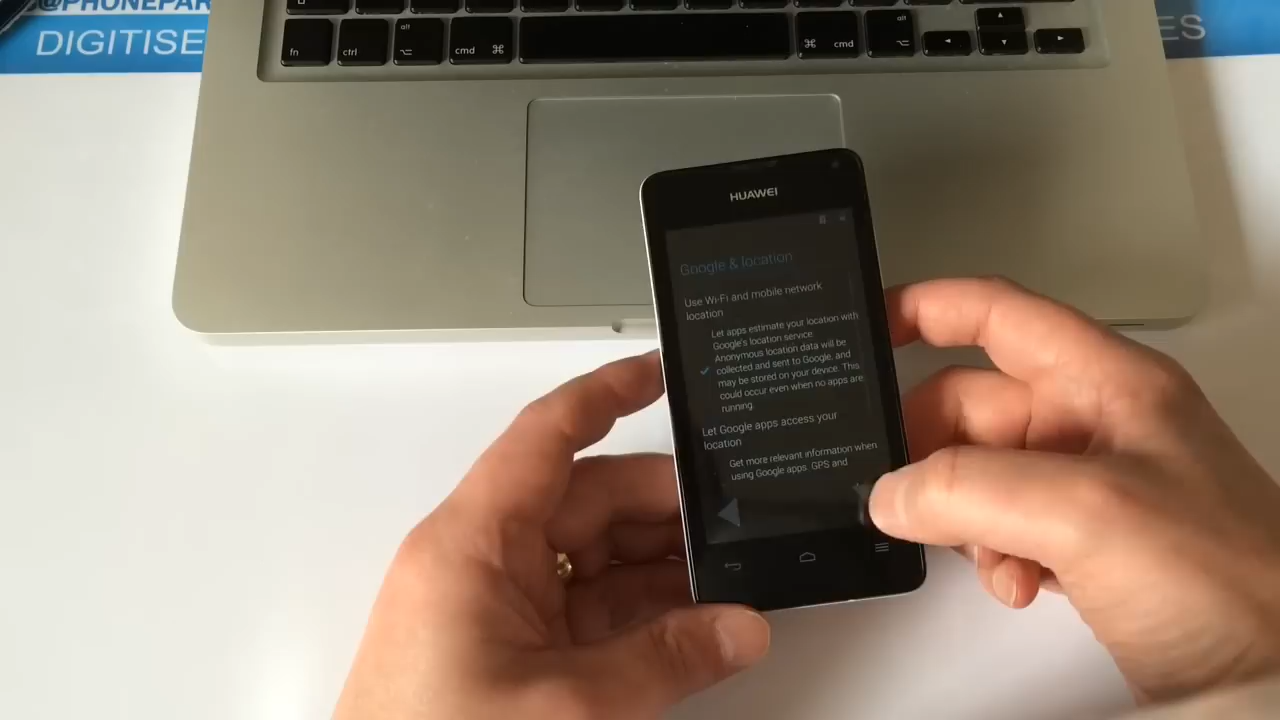 @PHONEPAR
DIGITISE
ES
alt
alt
fn
ctrl
cmd
cmd
HUAWEI
Google & location
Use Wi-Fi and mobile network
location
Let apps estimate your location with
Google's location service.
Anonymous location data will be
collected and sent to Google, and
may be stored on your device. This
could occur even when no apps are
running.
Let Google apps access your
location
Get more relevant information when
using Google apps. GPS and